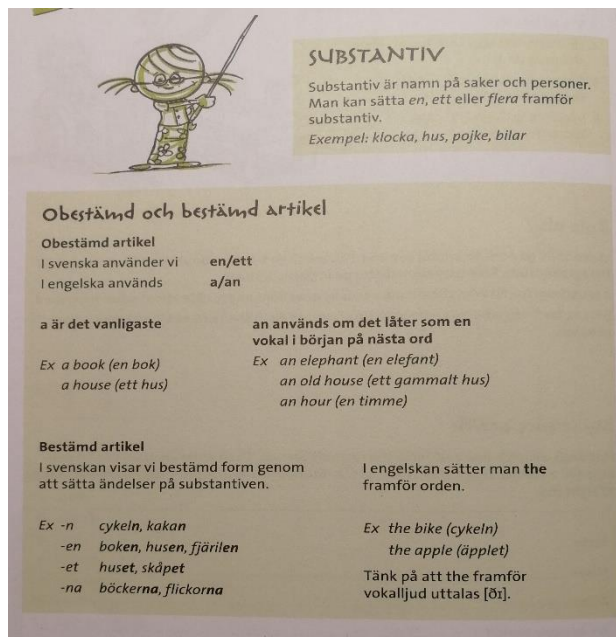 SUBSTANTIV
Substantiv är namn på saker och personer.
Man kan sätta en, ett eller flera framför
substantiv.
Exempel: klocka, hus, pojke, bilar
Obestämd och bestämd artikel
Obestämd artikel
I svenska använder vi en/ett
I engelska används a/an
a är det vanligaste
Ex a book (en bok)
a house (ett hus)
an används om det låter som en
vokal i början på nästa ord
Ex an elephant (en elefant)
an old house (ett gammalt hus)
an hour (en timme)
Bestämd artikel
I svenskan visar vi bestämd form genom
att sätta ändelser på substantiven.
Ex -n cykeln, kakan
-en boken, husen, fjärilen
-et huset, skåpet
-na böckerna, flickorna
I engelskan sätter man the
framför orden.
Ex the bike (cykeln)
the apple (äpplet)
Tänk på att the framför
vokalljud uttalas [ðɪ].